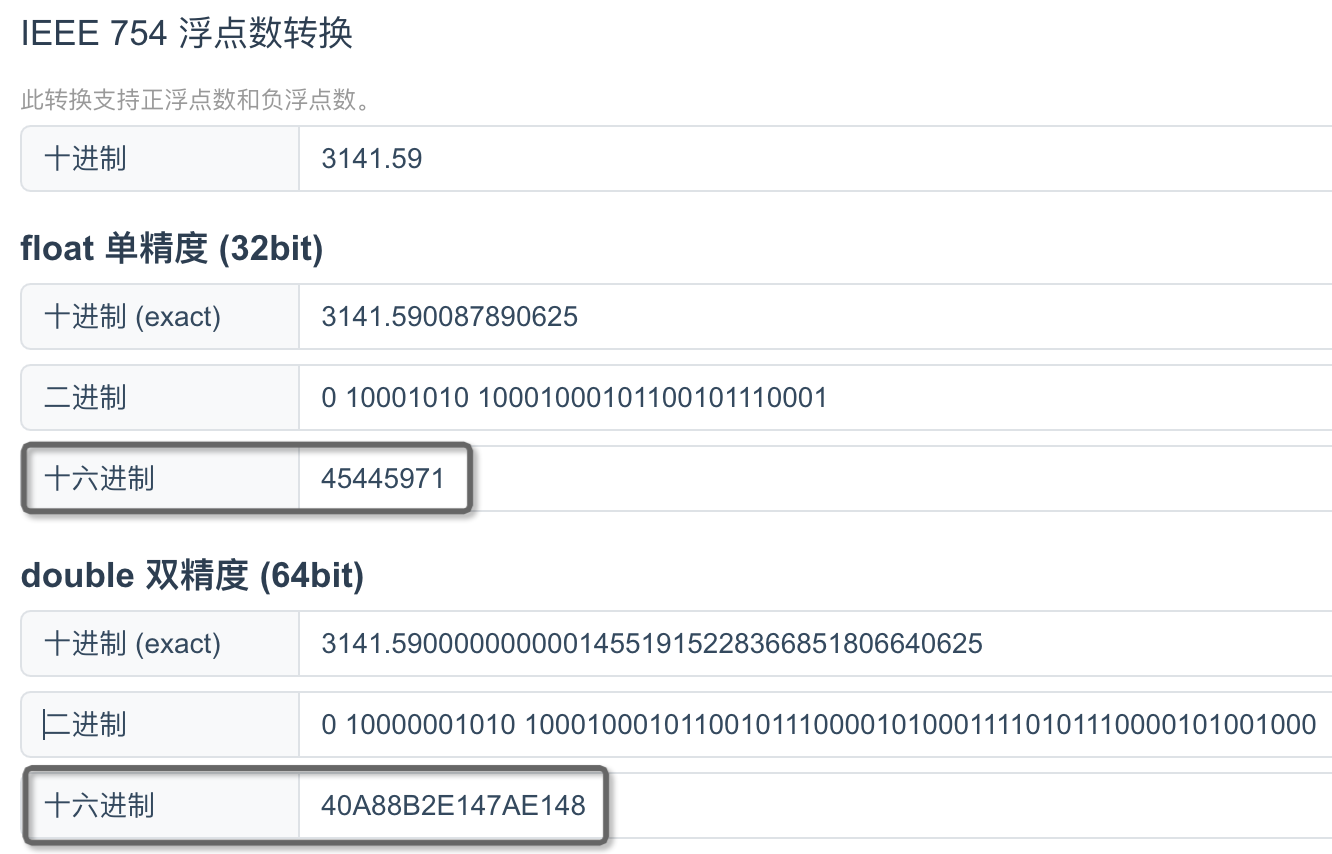 IEEE 754 浮点数转换
此转换支持正浮点数和负浮点数。
十进制 3141.59
float 单精度 (32bit)
十进制 (exact) 3141.590087890625
二进制 0 10001010 10001000101100101110001
十六进制 45445971
double 双精度 (64bit)
十进制 (exact) 3141.59000000000014551915228366851806640625
二进制 0 10000001010 1000100010110010111000010100011110101110000101001000
十六进制 40A88B2E147AE148